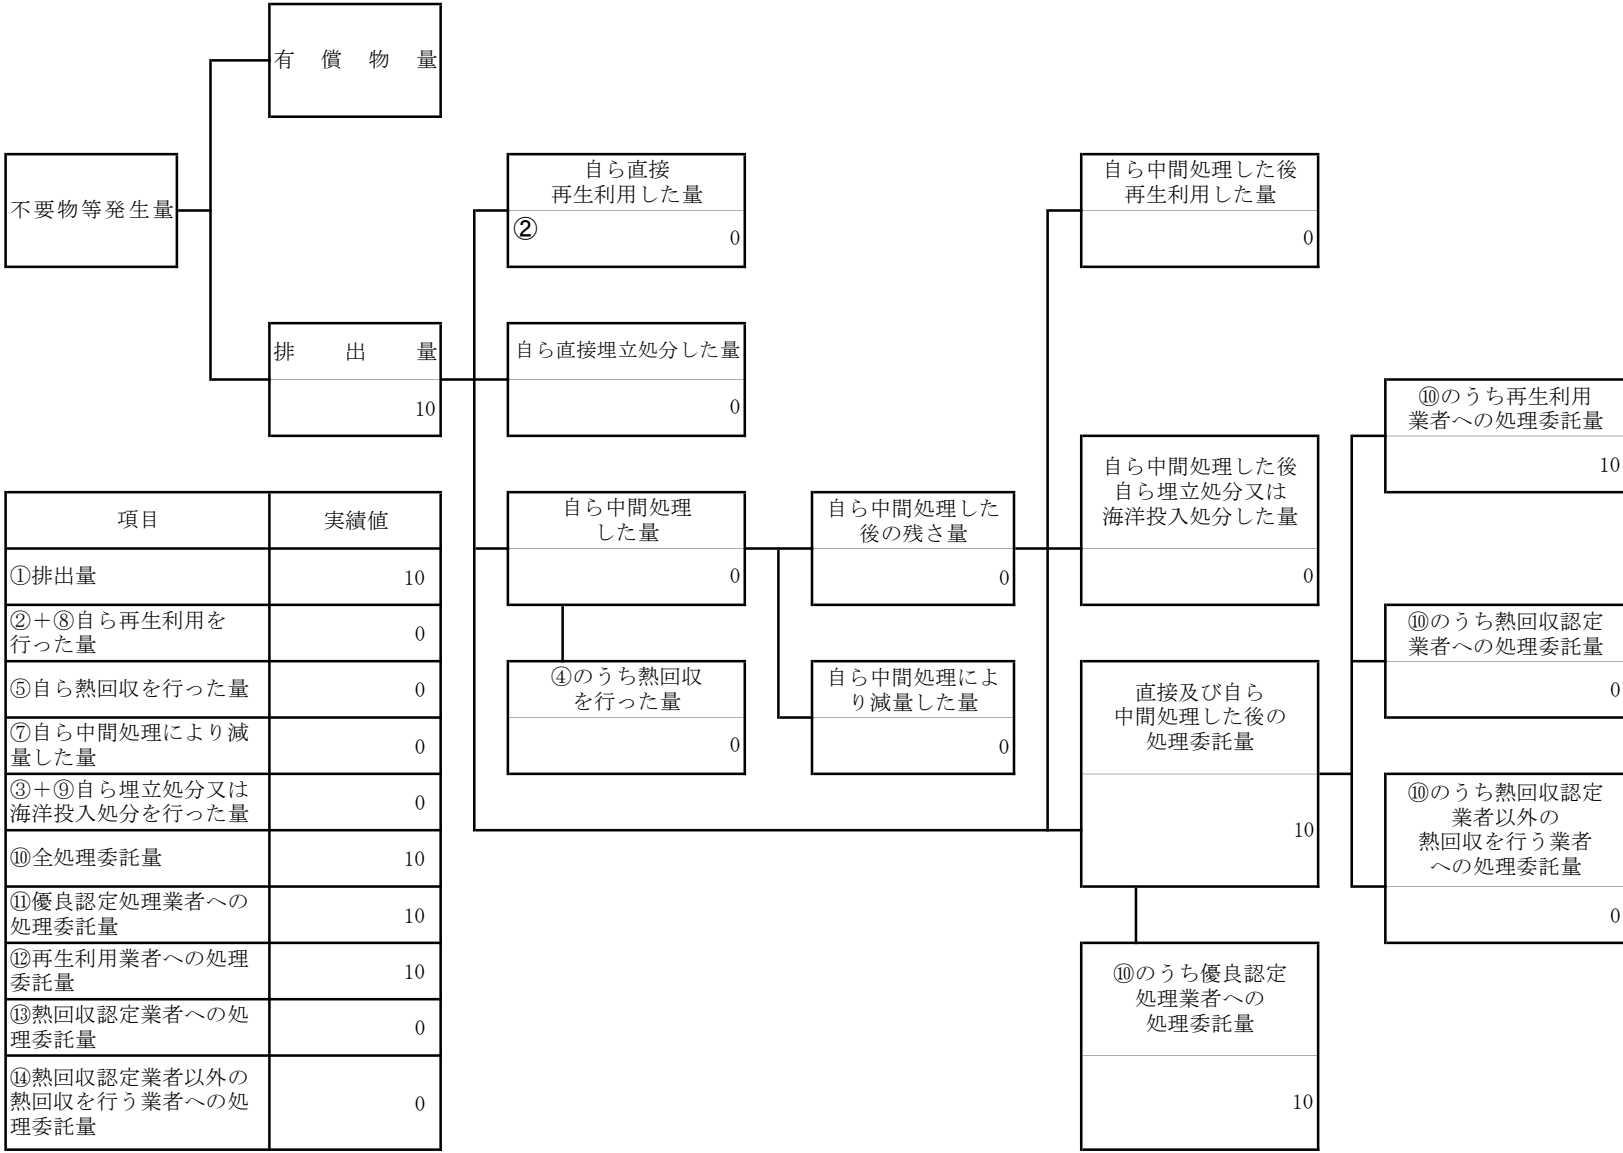 有償物量
不要物等発生量
自ら直接
再生利用した量
②
0
自ら中間処理した後
再生利用した量
0
排出量
10
自ら直接埋立処分した量
0
⑩のうち再生利用
業者への処理委託量
10
自ら中間処理
した量
0
自ら中間処理した
後の残さ量
0
自ら中間処理した後
自ら埋立処分又は
海洋投入処分した量
0
⑩のうち熱回収認定
業者への処理委託量
0
④のうち熱回収
を行った量
0
自ら中間処理によ
り減量した量
0
直接及び自ら
中間処理した後の
処理委託量
10
⑩のうち熱回収認定
業者以外の
熱回収を行う業者
への処理委託量
0
⑩のうち優良認定
処理業者への
処理委託量
10
項目 実績値
①排出量 10
②＋⑧自ら再生利用を
行った量 0
⑤自ら熱回収を行った量 0
⑦自ら中間処理により減
量した量 0
③＋⑨自ら埋立処分又は
海洋投入処分を行った量 0
⑩全処理委託量 10
⑪優良認定処理業者への
処理委託量 10
⑫再生利用業者への処理
委託量 10
⑬熱回収認定業者への処
理委託量 0
⑭熱回収認定業者以外の
熱回収を行う業者への処
理委託量 0